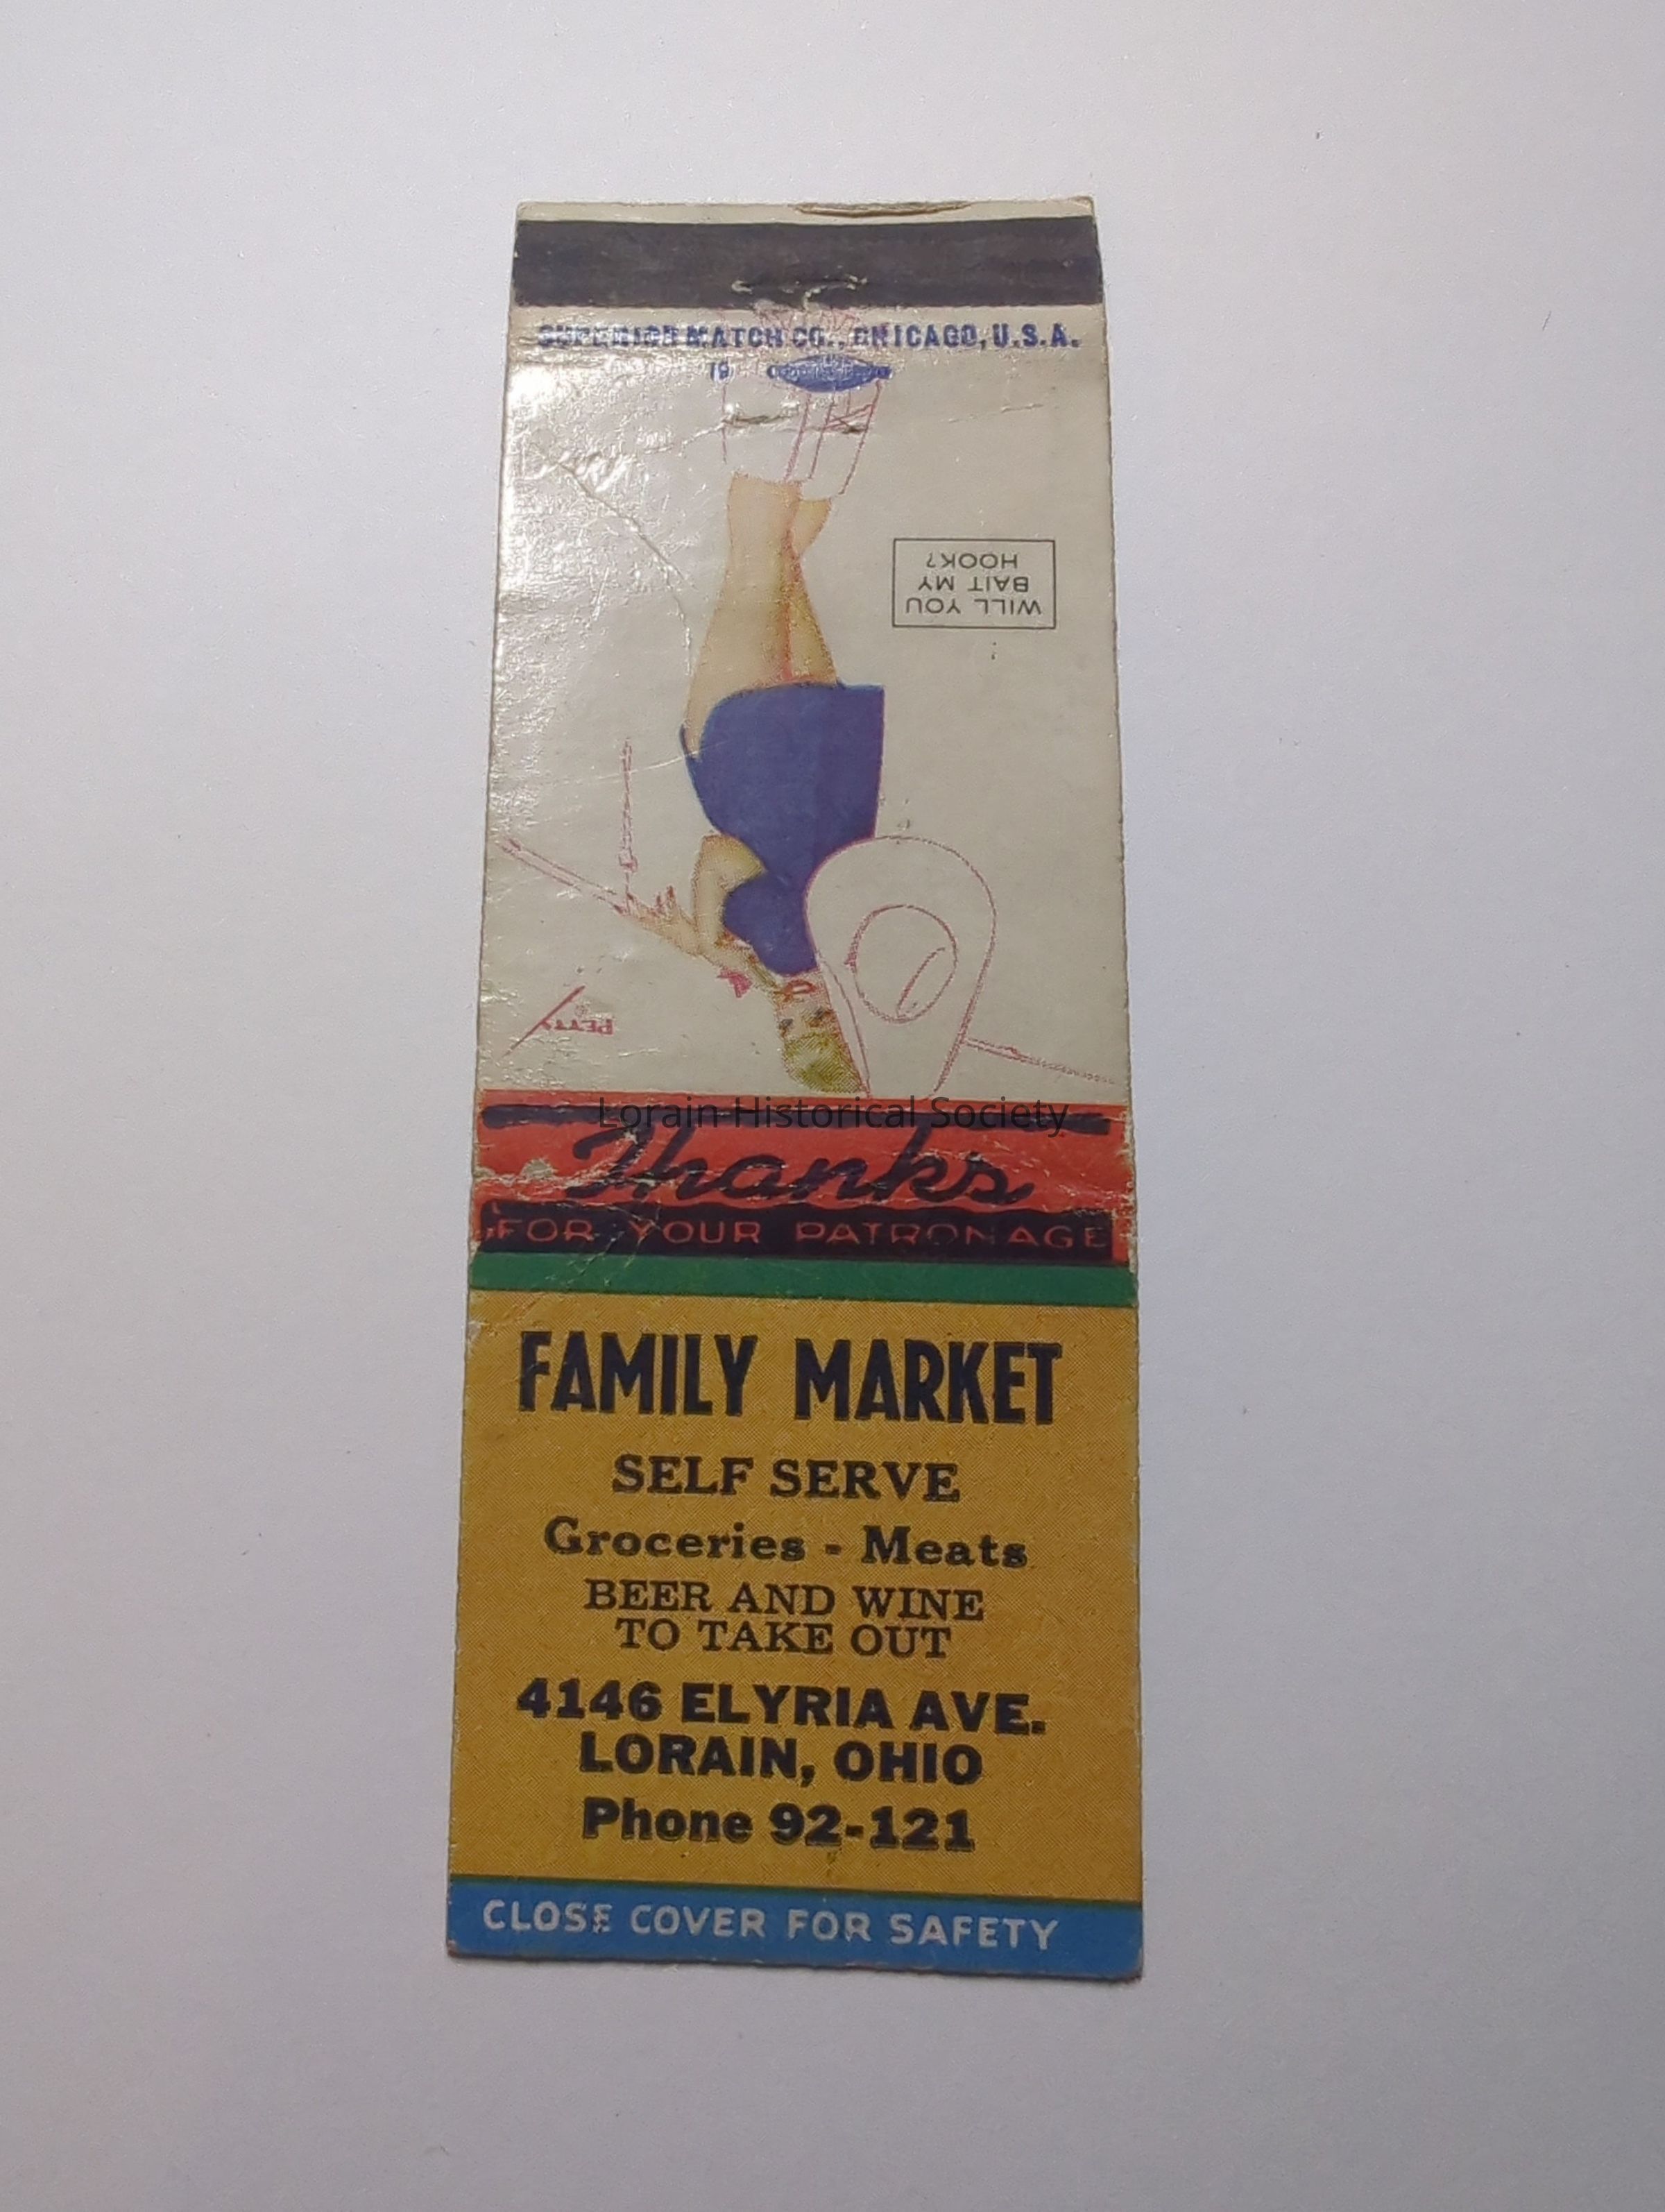 SUPERIOR MATCH CO., CHICAGO, U.S.A.
19
WILL YOU
BAIT MY
HOOK?
PETTY
Lorain Historical Society
Thanks
FOR YOUR PATRONAGE
FAMILY MARKET
SELF SERVE
Groceries - Meats
BEER AND WINE
TO TAKE OUT
4146 ELYRIA AVE.
LORAIN, OHIO
Phone 92-121
CLOSE COVER FOR SAFETY